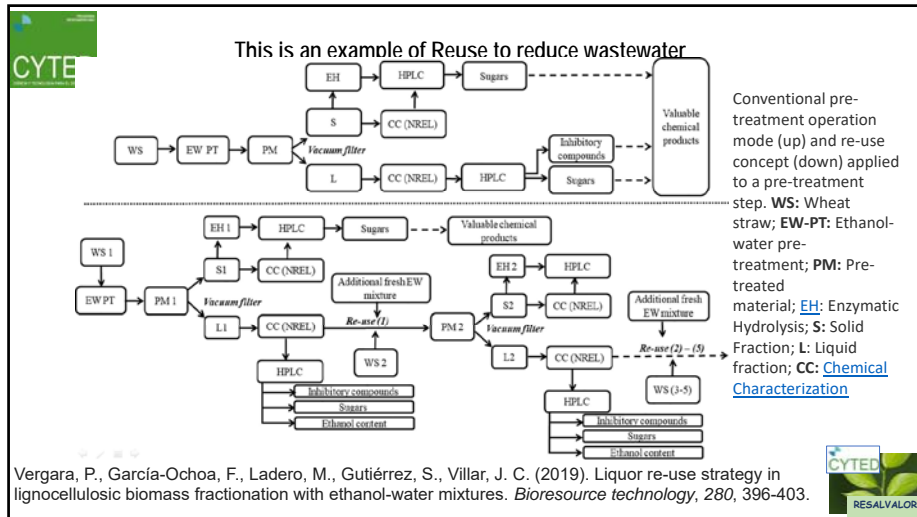 CYTED
This is an example of Reuse to reduce wastewater
EH
HPLC
Sugars
S
CC (NREL)
Valuable chemical products
WS
EW PT
PM
Vacuum filter
Inhibitory compounds
L
CC (NREL)
HPLC
Sugars
EH 1
HPLC
Sugars
Valuable chemical products
WS 1
S1
CC (NREL)
Additional fresh EW mixture
EH 2
HPLC
EW PT
PM 1
Vacuum filter
S2
CC (NREL)
Additional fresh EW mixture
L1
CC (NREL)
Re-use (1)
PM 2
Vacuum filter
L2
CC (NREL)
Re-use (2) – (5)
WS 2
HPLC
WS (3-5)
HPLC
Inhibitory compounds
Sugars
Ethanol content
Inhibitory compounds
Sugars
Ethanol content
Conventional pre-
treatment operation
mode (up) and re-use
concept (down) applied
to a pre-treatment
step. WS: Wheat
straw; EW-PT: Ethanol-
water pre-
treatment; PM: Pre-
treated
material; EH: Enzymatic
Hydrolysis; S: Solid
Fraction; L: Liquid
fraction; CC: Chemical
Characterization
Vergara, P., García-Ochoa, F., Ladero, M., Gutiérrez, S., Villar, J. C. (2019). Liquor re-use strategy in
lignocellulosic biomass fractionation with ethanol-water mixtures. Bioresource technology, 280, 396-403.
CYTED
RESALVALOR